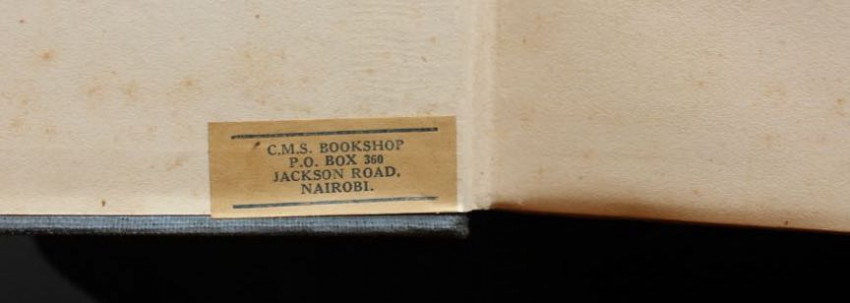 C.M.S. BOOKSHOP
P.O. BOX 360
JACKSON ROAD,
NAIROBI.